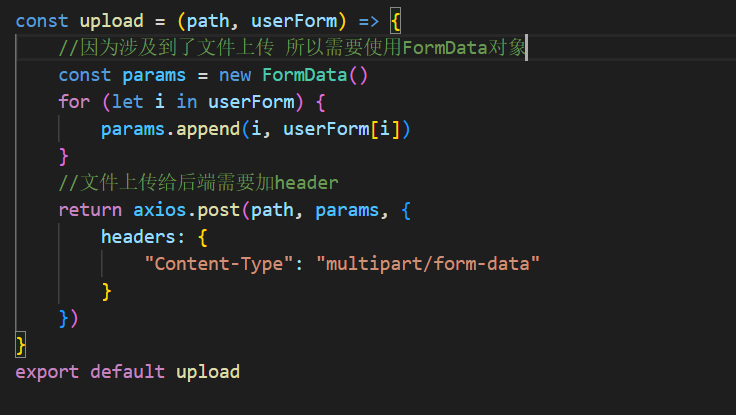 const upload = (path, userForm) => {
    //因为涉及到了文件上传 所以需要使用FormData对象
    const params = new FormData()
    for (let i in userForm) {
        params.append(i, userForm[i])
    }
    //文件上传给后端需要加header
    return axios.post(path, params, {
        headers: {
            "Content-Type": "multipart/form-data"
        }
    })
}
export default upload